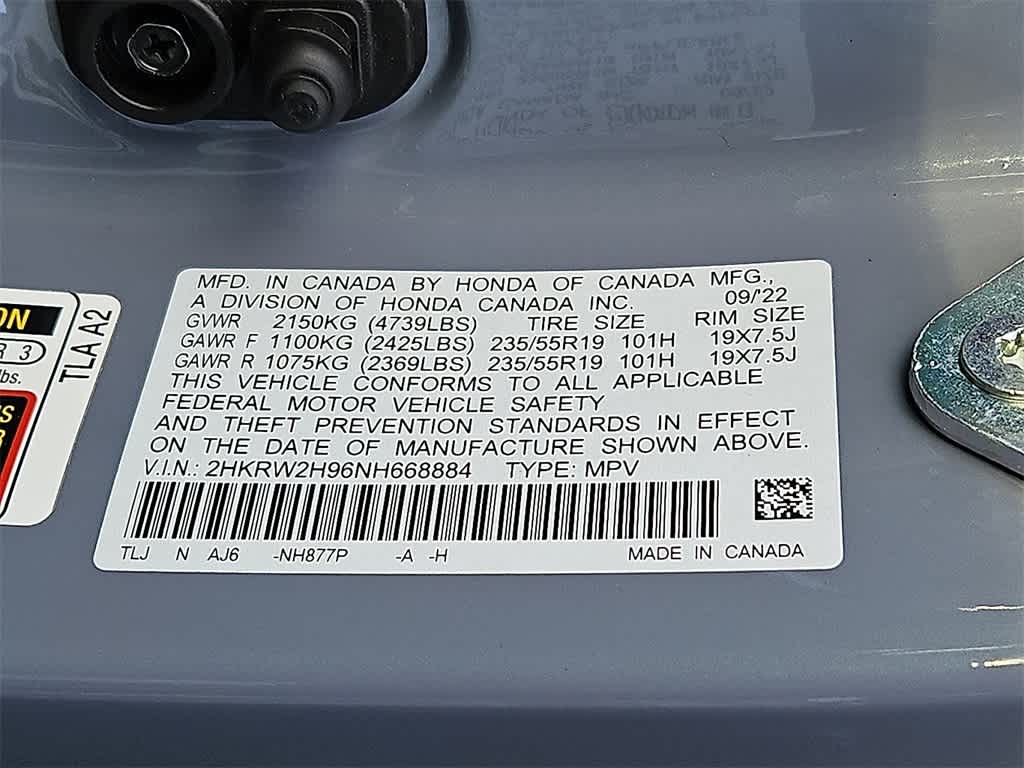 MFD. IN CANADA BY HONDA OF CANADA MFG.,
A DIVISION OF HONDA CANADA INC. 09/'22
GVWR 2150KG (4739LBS) TIRE SIZE RIM SIZE
GAWR F 1100KG (2425LBS) 235/55R19 101H 19X7.5J
GAWR R 1075KG (2369LBS) 235/55R19 101H 19X7.5J
THIS VEHICLE CONFORMS TO ALL APPLICABLE
FEDERAL MOTOR VEHICLE SAFETY
AND THEFT PREVENTION STANDARDS IN EFFECT
ON THE DATE OF MANUFACTURE SHOWN ABOVE.
V.I.N.: 2HKRW2H96NH668884 TYPE: MPV
TLJ N AJ6 -NH877P -A -H MADE IN CANADA
TLA A2
3
lbs.